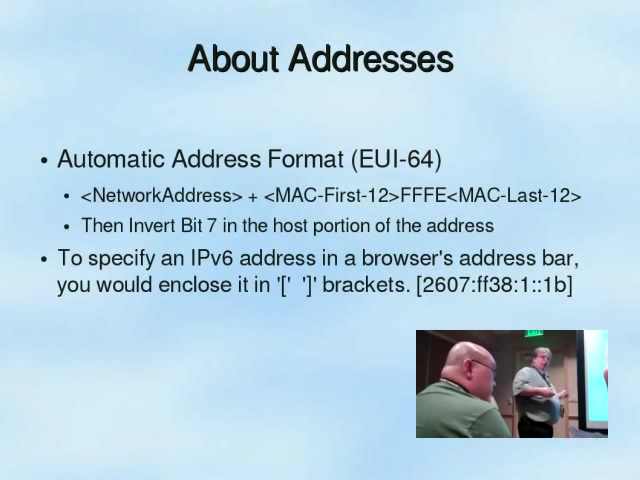 About Addresses
• Automatic Address Format (EUI-64)
• <NetworkAddress> + <MAC-First-12>FFFE<MAC-Last-12>
• Then Invert Bit 7 in the host portion of the address
• To specify an IPv6 address in a browser's address bar,
you would enclose it in '['  ']' brackets. [2607:ff38:1::1b]